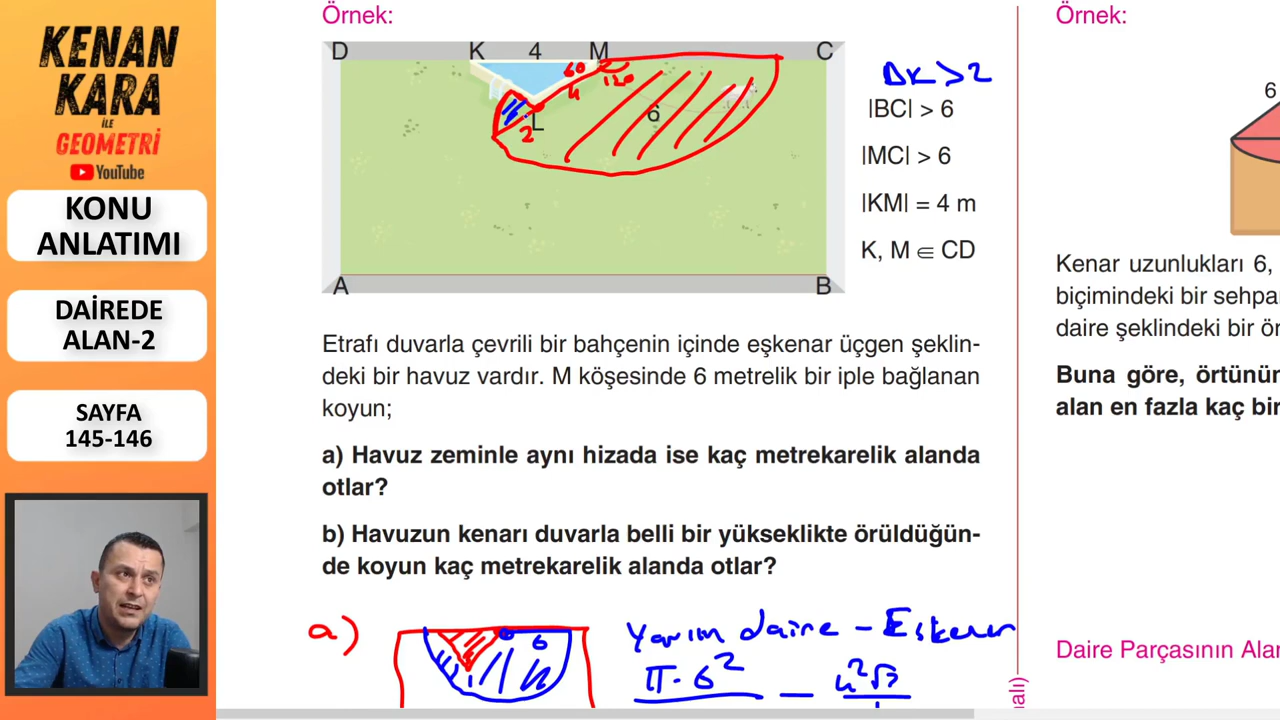 KENAN
KARA
İLE
GEOMETRİ
YouTube
KONU
ANLATIMI
DAİREDE
ALAN-2
SAYFA
145-146
Örnek:
D K 4 M C
60
120
4
L
2
6
A B
DK > 2
|BC| > 6
|MC| > 6
|KM| = 4 m
K, M ∈ CD
Etrafı duvarla çevrili bir bahçenin içinde eşkenar üçgen şeklin-
deki bir havuz vardır. M köşesinde 6 metrelik bir iple bağlanan
koyun;
a) Havuz zeminle aynı hizada ise kaç metrekarelik alanda
otlar?
b) Havuzun kenarı duvarla belli bir yükseklikte örüldüğün-
de koyun kaç metrekarelik alanda otlar?
a)
6
Yarım daire – Eşkenar
π·6² – 4²√3
Örnek:
6
Kenar uzunlukları 6,
biçimindeki bir sehpa
daire şeklindeki bir ör
Buna göre, örtünün
alan en fazla kaç bir
Daire Parçasının Alan